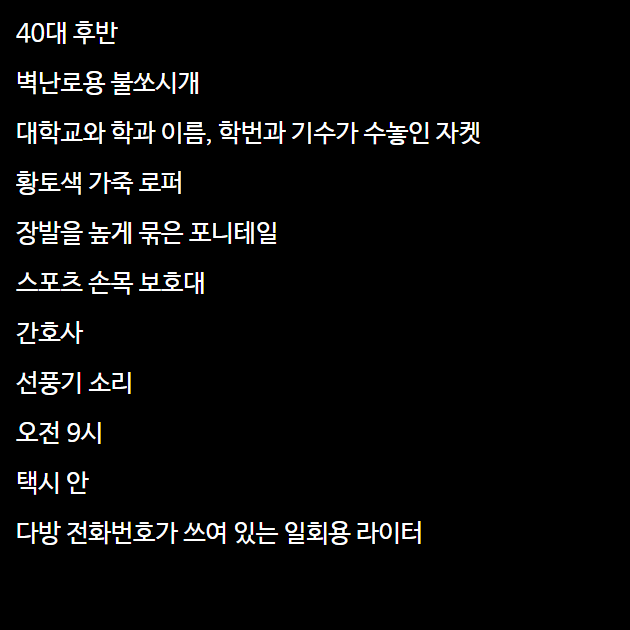 40대 후반
벽난로용 불쏘시개
대학교와 학과 이름, 학번과 기수가 수놓인 자켓
황토색 가죽 로퍼
장발을 높게 묶은 포니테일
스포츠 손목 보호대
간호사
선풍기 소리
오전 9시
택시 안
다방 전화번호가 쓰여 있는 일회용 라이터